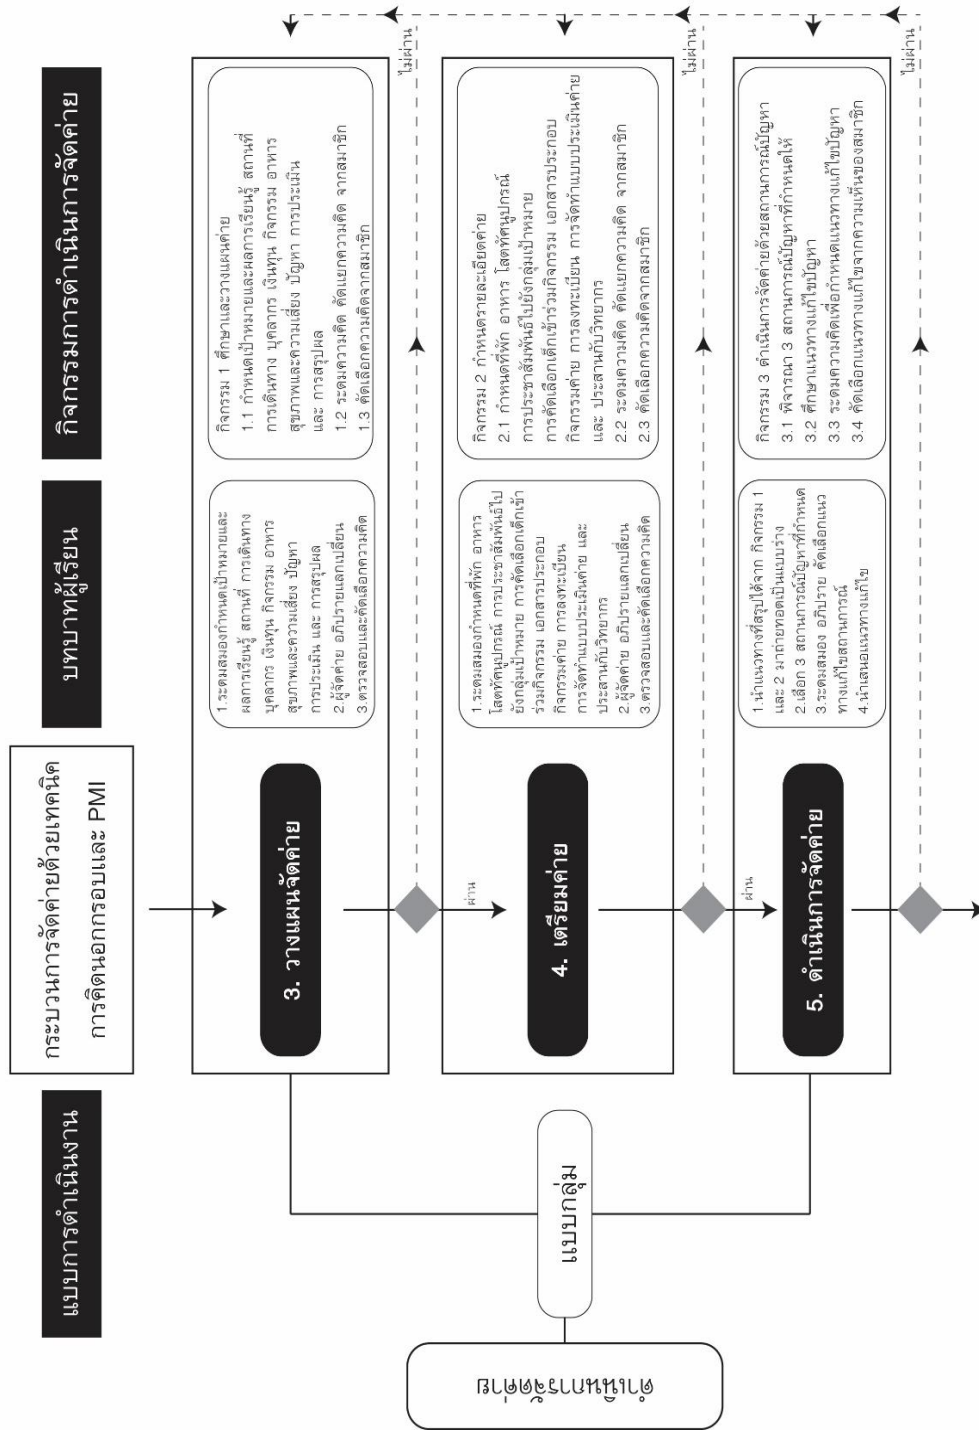 แบบการดำเนินงาน
กระบวนการจัดค่ายด้วยเทคนิค
การคิดนอกกรอบและ PMI
บทบาทผู้เรียน
กิจกรรมการดำเนินการจัดค่าย
ดำเนินการจัดค่าย
แบบกลุ่ม
3. วางแผนจัดค่าย
1.ระดมสมองกำหนดเป้าหมายและ
ผลการเรียนรู้ สถานที่ การเดินทาง
บุคลากร เงินทุน กิจกรรม อาหาร
สุขภาพและความเสี่ยง ปัญหา
การประเมิน และ การสรุปผล
2.ผู้จัดค่าย อภิปรายแลกเปลี่ยน
3.ตรวจสอบและคัดเลือกความคิด
กิจกรรม 1 ศึกษาและวางแผนค่าย
1.1 กำหนดเป้าหมายและผลการเรียนรู้ สถานที่
การเดินทาง บุคลากร เงินทุน กิจกรรม อาหาร
สุขภาพและความเสี่ยง ปัญหา การประเมิน
และ การสรุปผล
1.2 ระดมความคิด คัดแยกความคิด จากสมาชิก
1.3 คัดเลือกความคิดจากสมาชิก
ผ่าน
ไม่ผ่าน
4. เตรียมค่าย
1.ระดมสมองกำหนดที่พัก อาหาร
โสตทัศนูปกรณ์ การประชาสัมพันธ์ไป
ยังกลุ่มเป้าหมาย การคัดเลือกเด็กเข้า
ร่วมกิจกรรม เอกสารประกอบ
กิจกรรมค่าย การลงทะเบียน
การจัดทำแบบประเมินค่าย และ
ประสานกับวิทยากร
2.ผู้จัดค่าย อภิปรายแลกเปลี่ยน
3.ตรวจสอบและคัดเลือกความคิด
กิจกรรม 2 กำหนดรายละเอียดค่าย
2.1 กำหนดที่พัก อาหาร โสตทัศนูปกรณ์
การประชาสัมพันธ์ไปยังกลุ่มเป้าหมาย
การคัดเลือกเด็กเข้าร่วมกิจกรรม เอกสารประกอบ
กิจกรรมค่าย การลงทะเบียน การจัดทำแบบประเมินค่าย
และ ประสานกับวิทยากร
2.2 ระดมความคิด คัดแยกความคิด จากสมาชิก
2.3 คัดเลือกความคิดจากสมาชิก
ผ่าน
ไม่ผ่าน
5. ดำเนินการจัดค่าย
1.นำแนวทางที่สรุปได้จาก กิจกรรม 1
และ 2 มาถ่ายทอดเป็นแบบร่าง
2.เลือก 3 สถานการณ์ปัญหาที่กำหนด
3.ระดมสมอง อภิปราย คัดเลือกแนว
ทางแก้ไขสถานการณ์
4.นำเสนอแนวทางแก้ไข
กิจกรรม 3 ดำเนินการจัดค่ายด้วยสถานการณ์ปัญหา
3.1 พิจารณา 3 สถานการณ์ปัญหาที่กำหนดให้
3.2 ศึกษาแนวทางแก้ไขปัญหา
3.3 ระดมความคิดเพื่อกำหนดแนวทางแก้ไขปัญหา
3.4 คัดเลือกแนวทางแก้ไขจากความเห็นของสมาชิก
ไม่ผ่าน